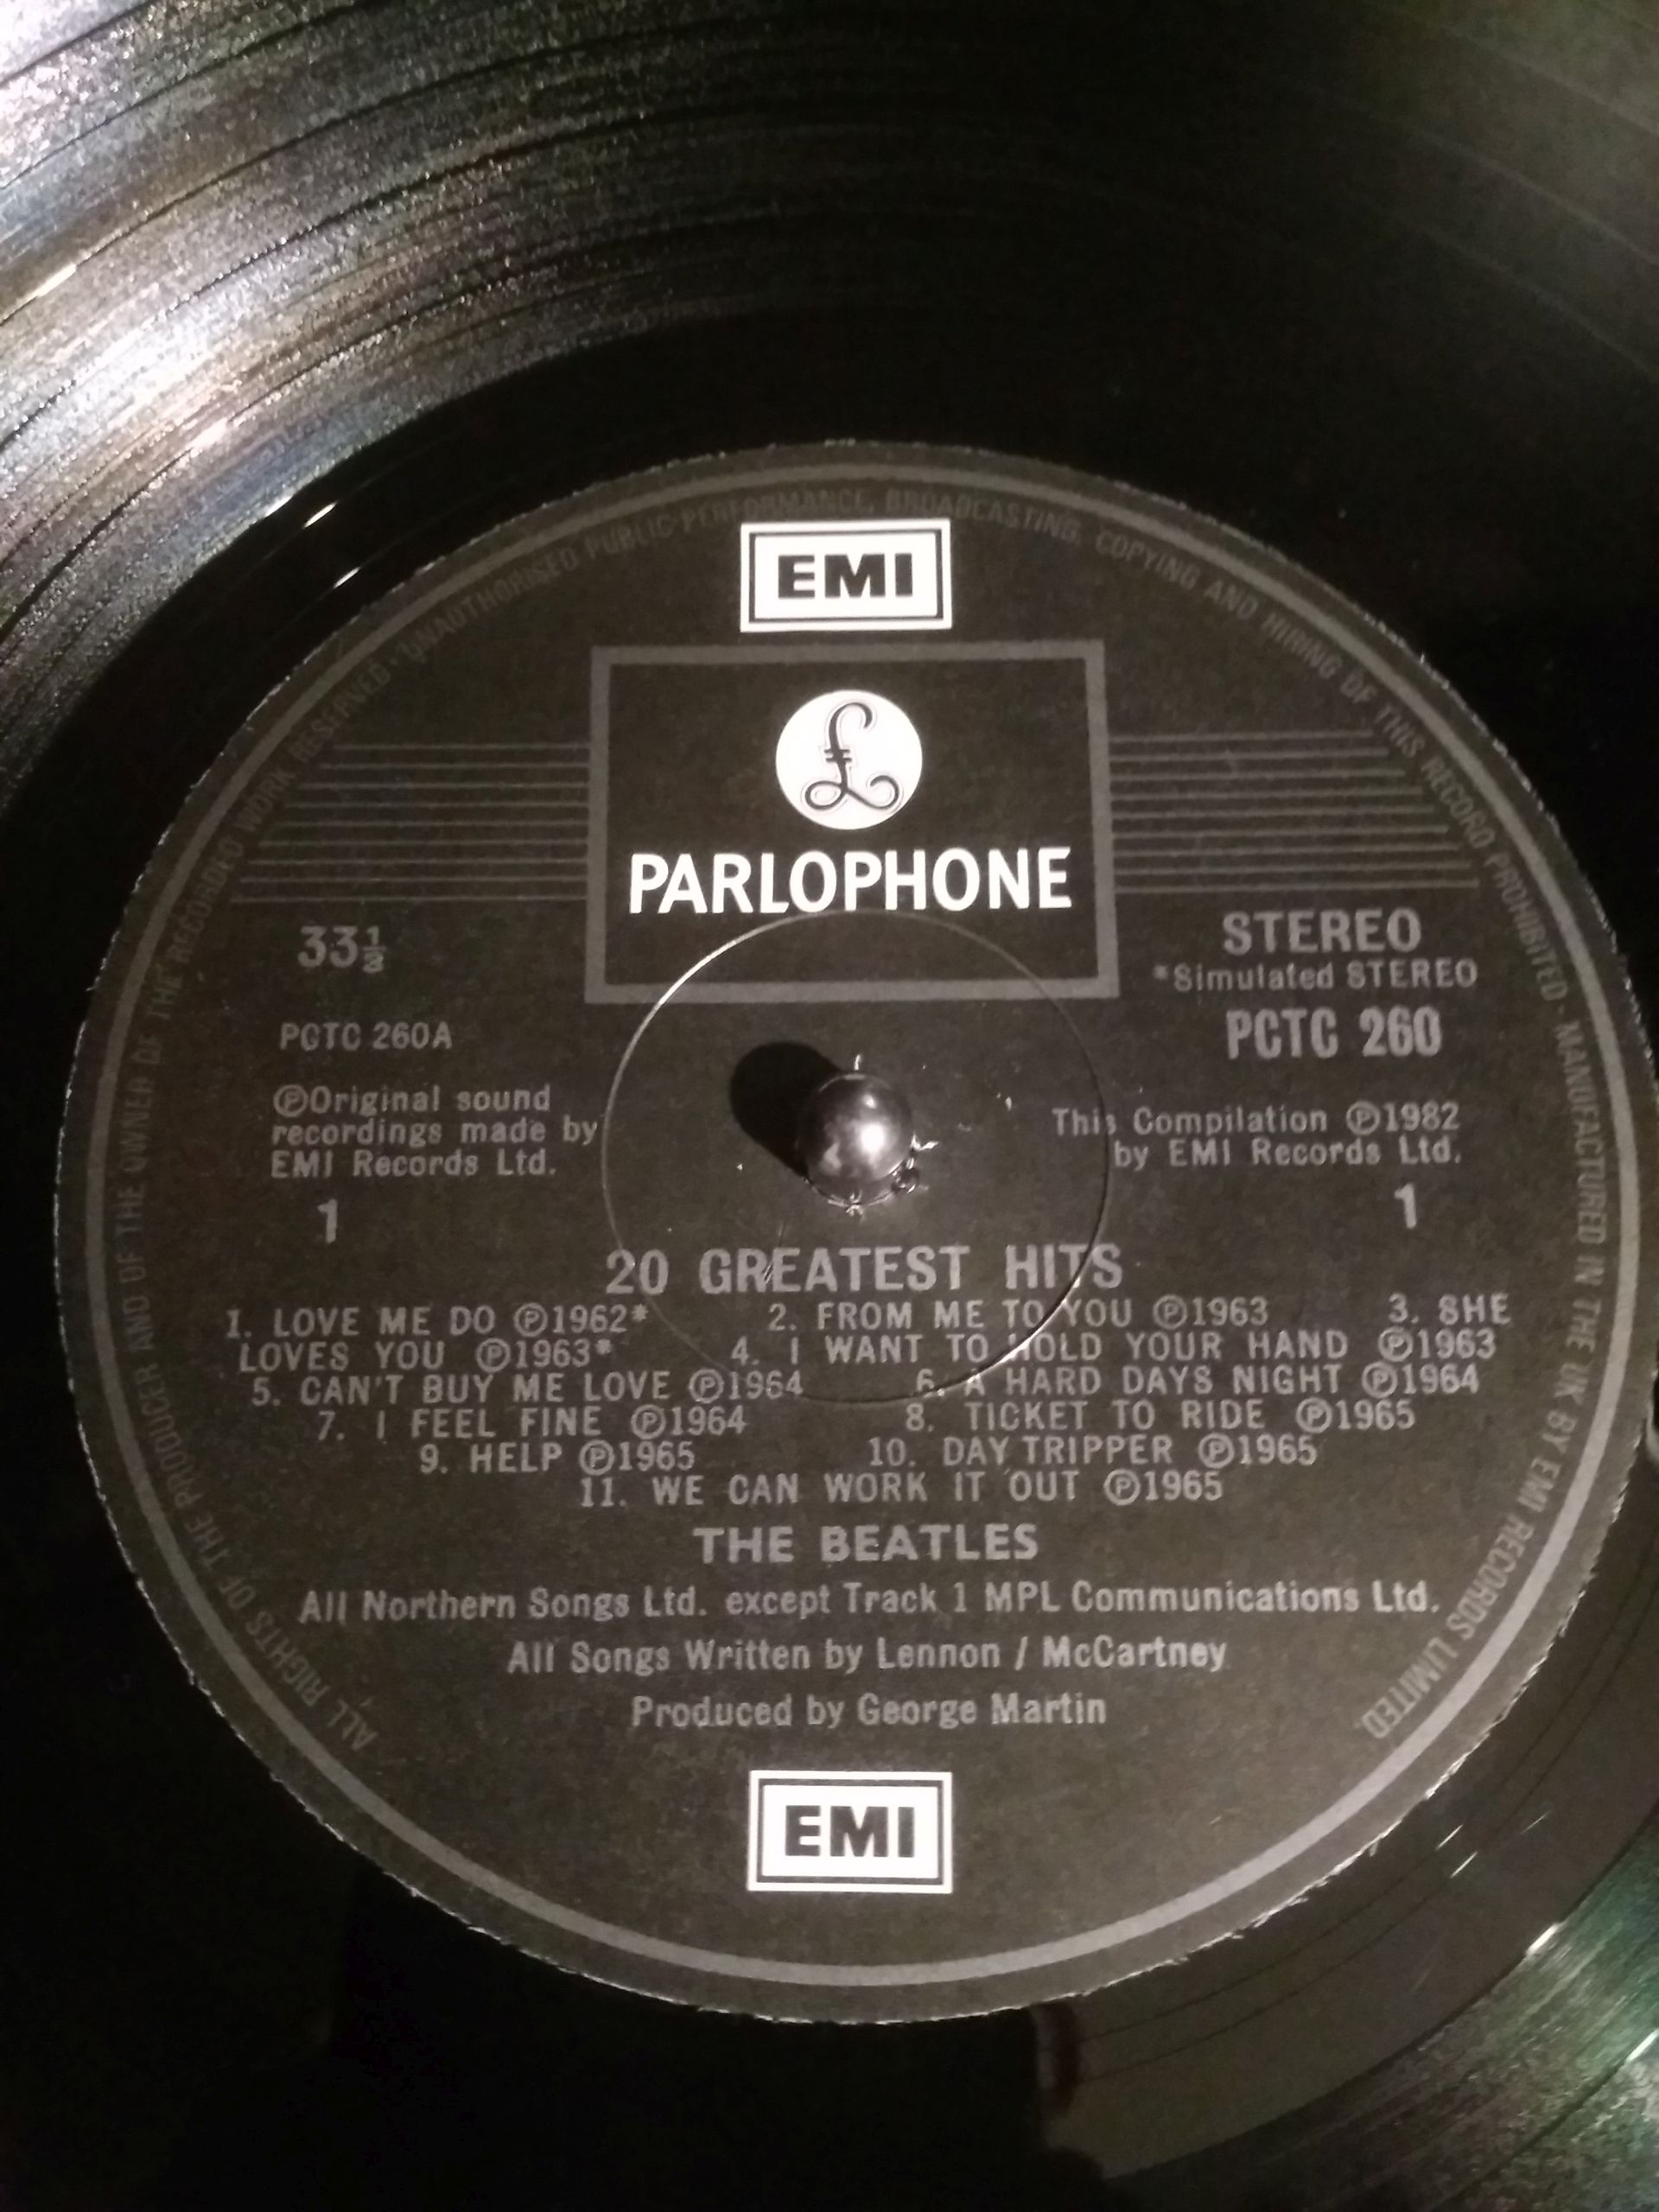 EMI
£
PARLOPHONE
33⅓
STEREO
*Simulated STEREO
PCTC 260A
PCTC 260
℗Original sound
recordings made by
EMI Records Ltd.
This Compilation ℗1982
by EMI Records Ltd.
1
1
20 GREATEST HITS
1. LOVE ME DO ℗1962* 2. FROM ME TO YOU ℗1963 3. SHE
LOVES YOU ℗1963* 4. I WANT TO HOLD YOUR HAND ℗1963
5. CAN'T BUY ME LOVE ℗1964 6. A HARD DAYS NIGHT ℗1964
7. I FEEL FINE ℗1964 8. TICKET TO RIDE ℗1965
9. HELP ℗1965 10. DAY TRIPPER ℗1965
11. WE CAN WORK IT OUT ℗1965
THE BEATLES
All Northern Songs Ltd. except Track 1 MPL Communications Ltd.
All Songs Written by Lennon / McCartney
Produced by George Martin
EMI
ALL RIGHTS OF THE PRODUCER AND OF THE OWNER OF THE RECORDED WORK RESERVED · UNAUTHORISED PUBLIC PERFORMANCE, BROADCASTING, COPYING AND HIRING OF THIS RECORD PROHIBITED · MANUFACTURED IN THE UK BY EMI RECORDS LIMITED.